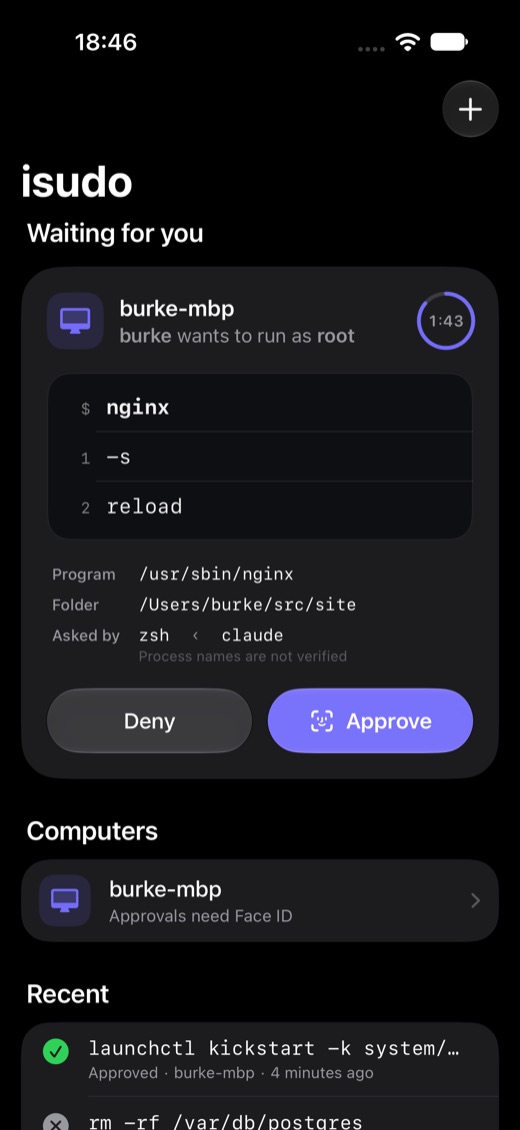 18:46
isudo
Waiting for you
burke-mbp
burke wants to run as root
1:43
$ nginx
1 −s
2 reload
Program /usr/sbin/nginx
Folder /Users/burke/src/site
Asked by zsh ‹ claude
Process names are not verified
Deny
Approve
Computers
burke-mbp
Approvals need Face ID
Recent
launchctl kickstart −k system/…
Approved · burke-mbp · 4 minutes ago
rm −rf /var/db/postgres